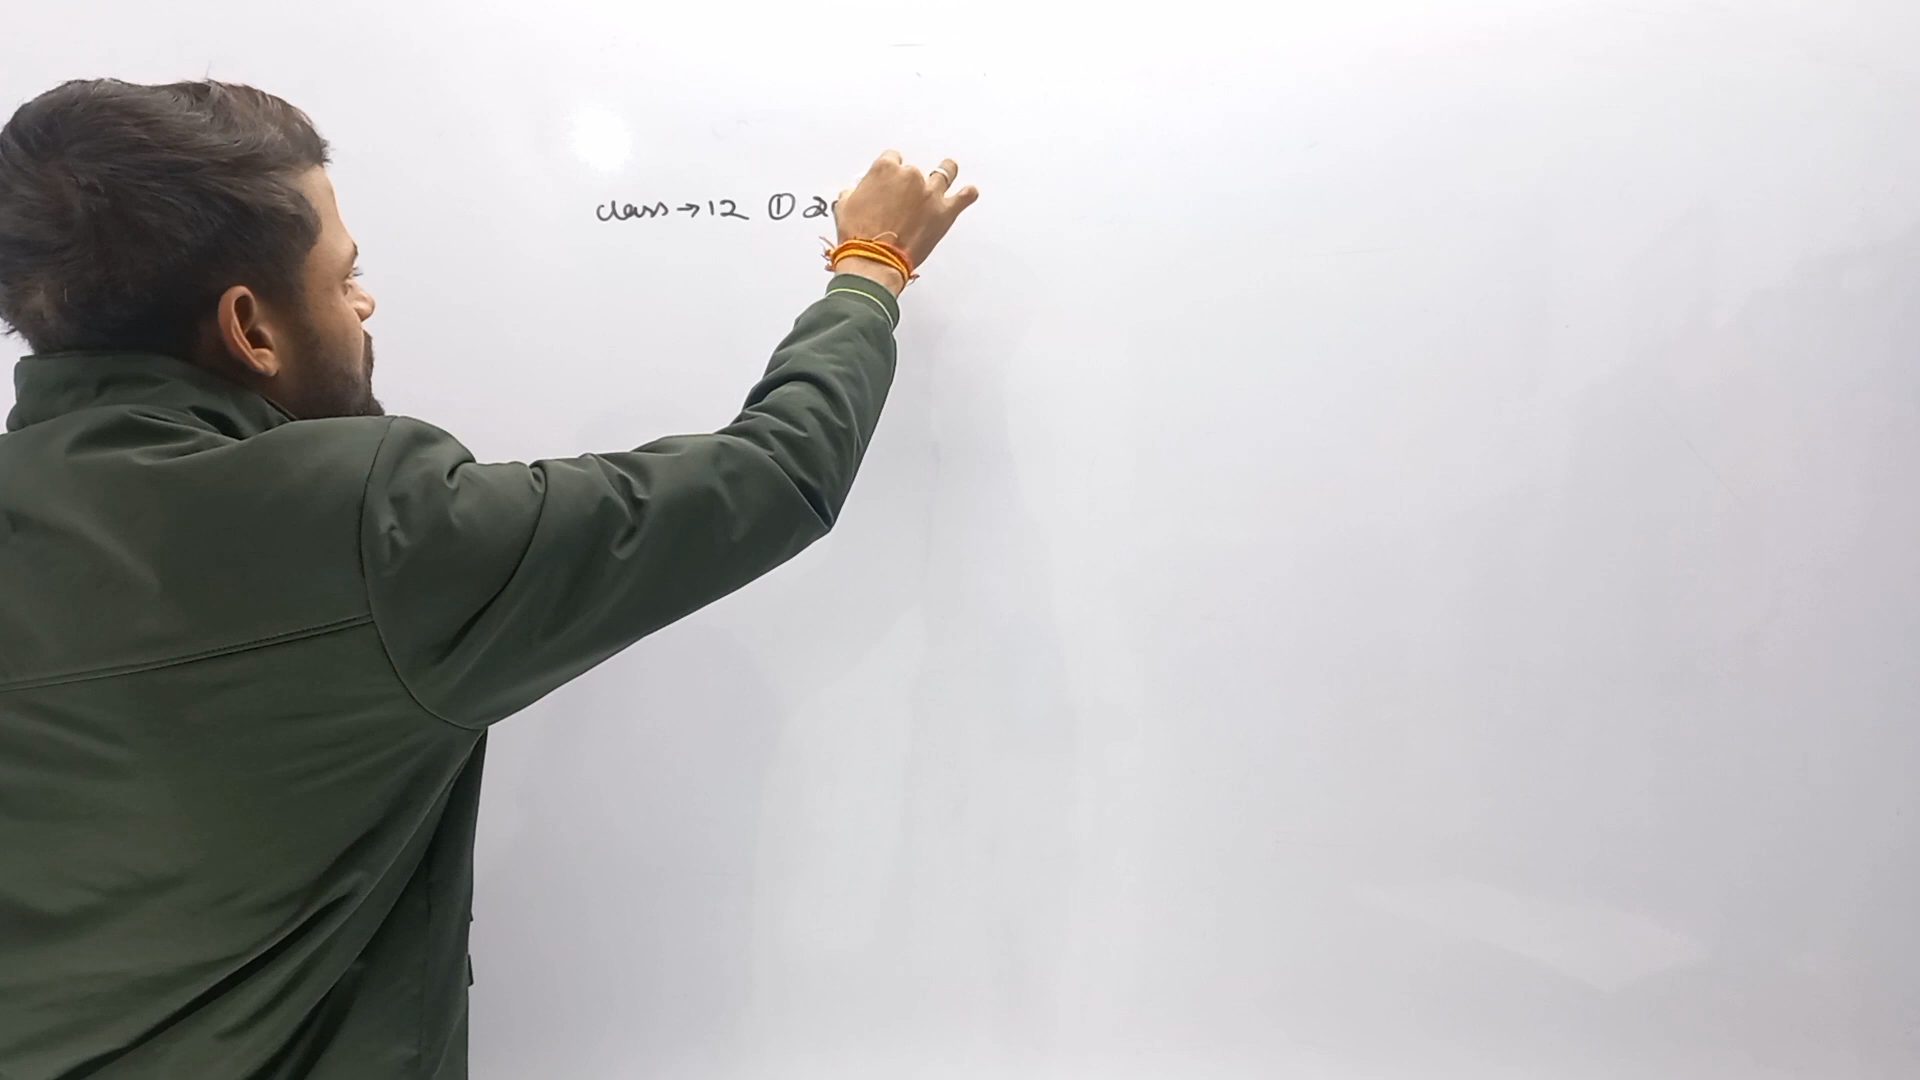 class → 12 ①